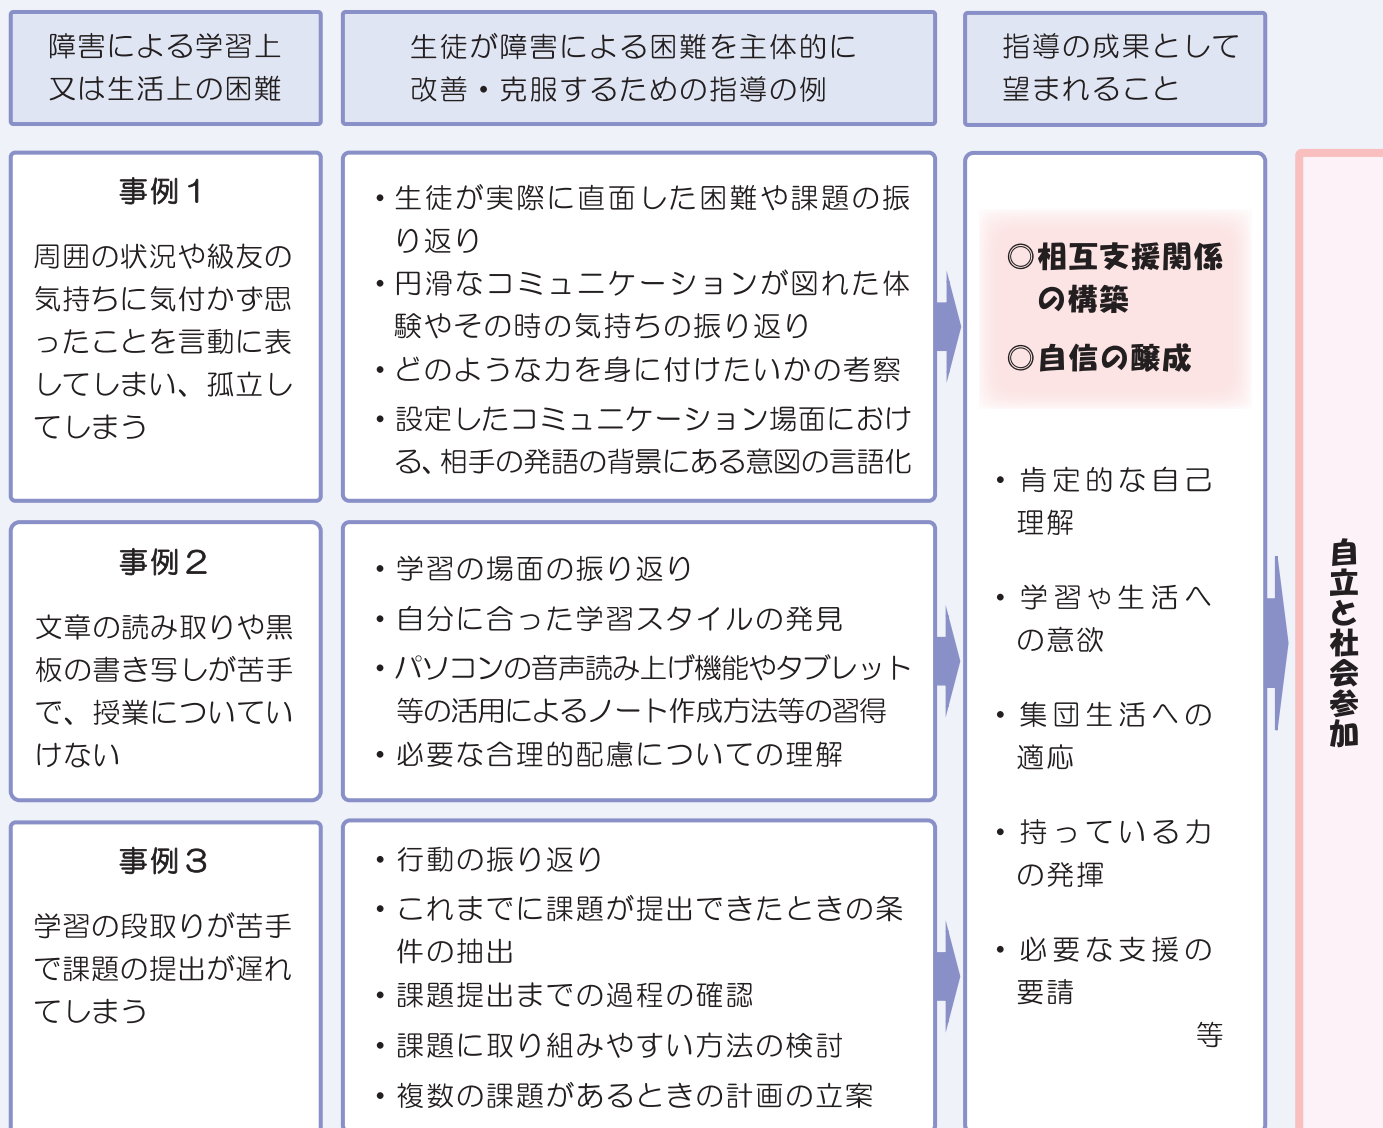 障害による学習上
又は生活上の困難
生徒が障害による困難を主体的に
改善・克服するための指導の例
指導の成果として
望まれること
事例１
周囲の状況や級友の
気持ちに気付かず思
ったことを言動に表
してしまい、孤立し
てしまう
・生徒が実際に直面した困難や課題の振
り返り
・円滑なコミュニケーションが図れた体
験やその時の気持ちの振り返り
・どのような力を身に付けたいかの考察
・設定したコミュニケーション場面におけ
る、相手の発語の背景にある意図の言語化
事例２
文章の読み取りや黒
板の書き写しが苦手
で、授業についてい
けない
・学習の場面の振り返り
・自分に合った学習スタイルの発見
・パソコンの音声読み上げ機能やタブレット
等の活用によるノート作成方法等の習得
・必要な合理的配慮についての理解
事例３
学習の段取りが苦手
で課題の提出が遅れ
てしまう
・行動の振り返り
・これまでに課題が提出できたときの条
件の抽出
・課題提出までの過程の確認
・課題に取り組みやすい方法の検討
・複数の課題があるときの計画の立案
◎相互支援関係
の構築
◎自信の醸成
・肯定的な自己
理解
・学習や生活へ
の意欲
・集団生活への
適応
・持っている力
の発揮
・必要な支援の
要請
等
自立と社会参加